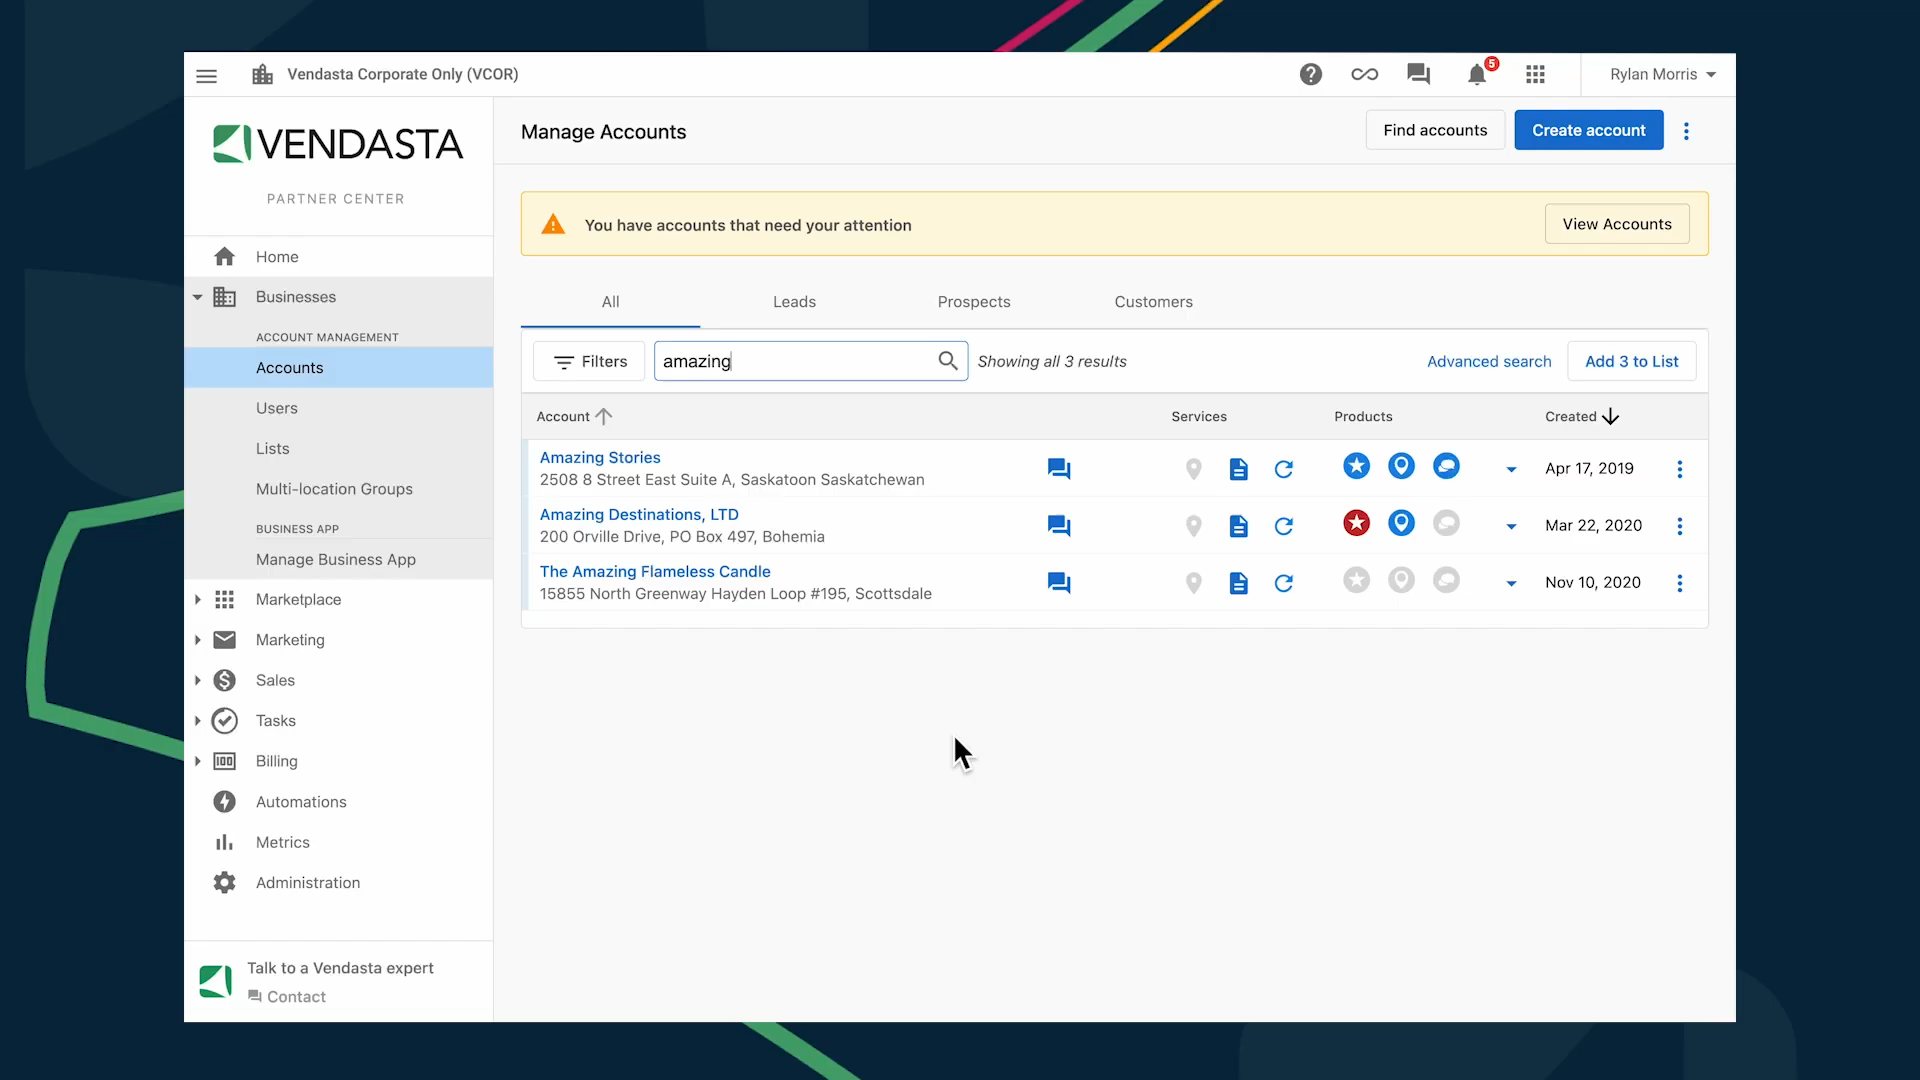 Vendasta Corporate Only (VCOR)
5
Rylan Morris
VENDASTA
PARTNER CENTER
Home
Businesses
ACCOUNT MANAGEMENT
Accounts
Users
Lists
Multi-location Groups
BUSINESS APP
Manage Business App
Marketplace
Marketing
Sales
Tasks
Billing
Automations
Metrics
Administration
Talk to a Vendasta expert
Contact
Manage Accounts
Find accounts
Create account
You have accounts that need your attention
View Accounts
All Leads Prospects Customers
Filters
amazing
Showing all 3 results
Advanced search
Add 3 to List
Account Services Products Created
Amazing Stories
2508 8 Street East Suite A, Saskatoon Saskatchewan
Apr 17, 2019
Amazing Destinations, LTD
200 Orville Drive, PO Box 497, Bohemia
Mar 22, 2020
The Amazing Flameless Candle
15855 North Greenway Hayden Loop #195, Scottsdale
Nov 10, 2020